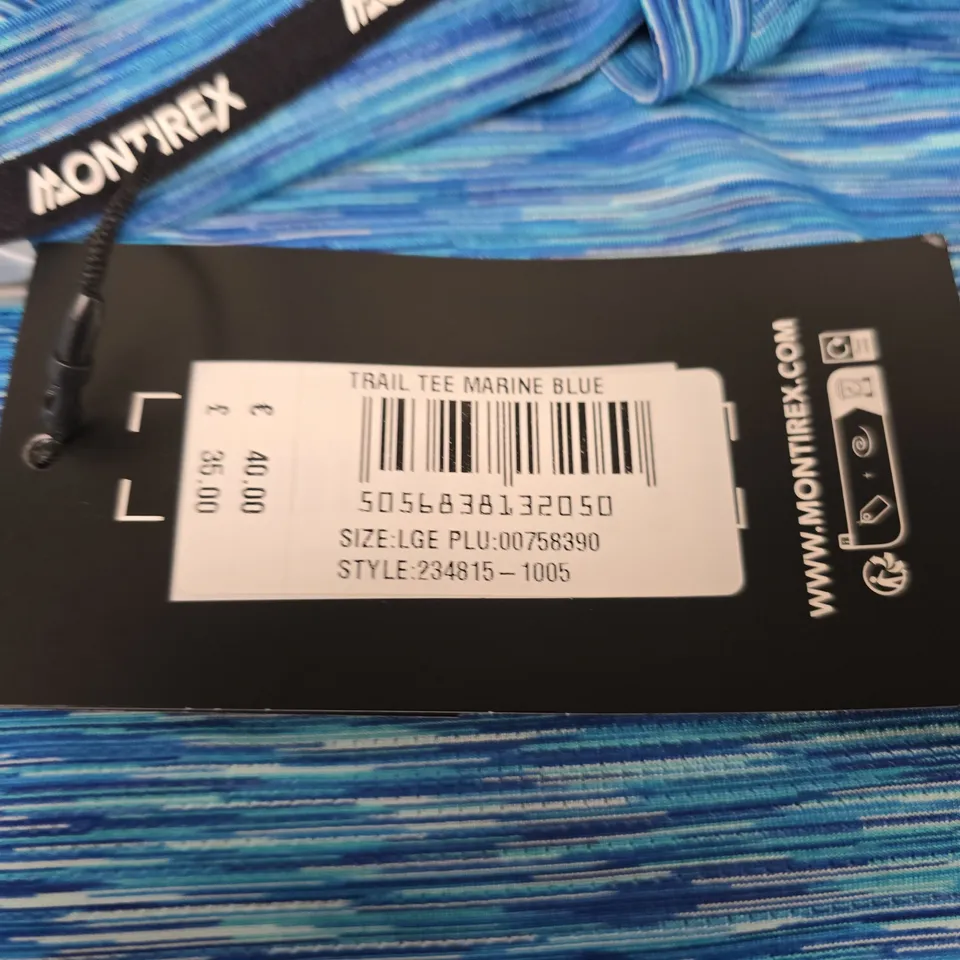 MONTIREX
TRAIL TEE MARINE BLUE
5056838132050
SIZE:LGE PLU:00758390
STYLE:234815-1005
€ 40.00
£ 35.00
WWW.MONTIREX.COM